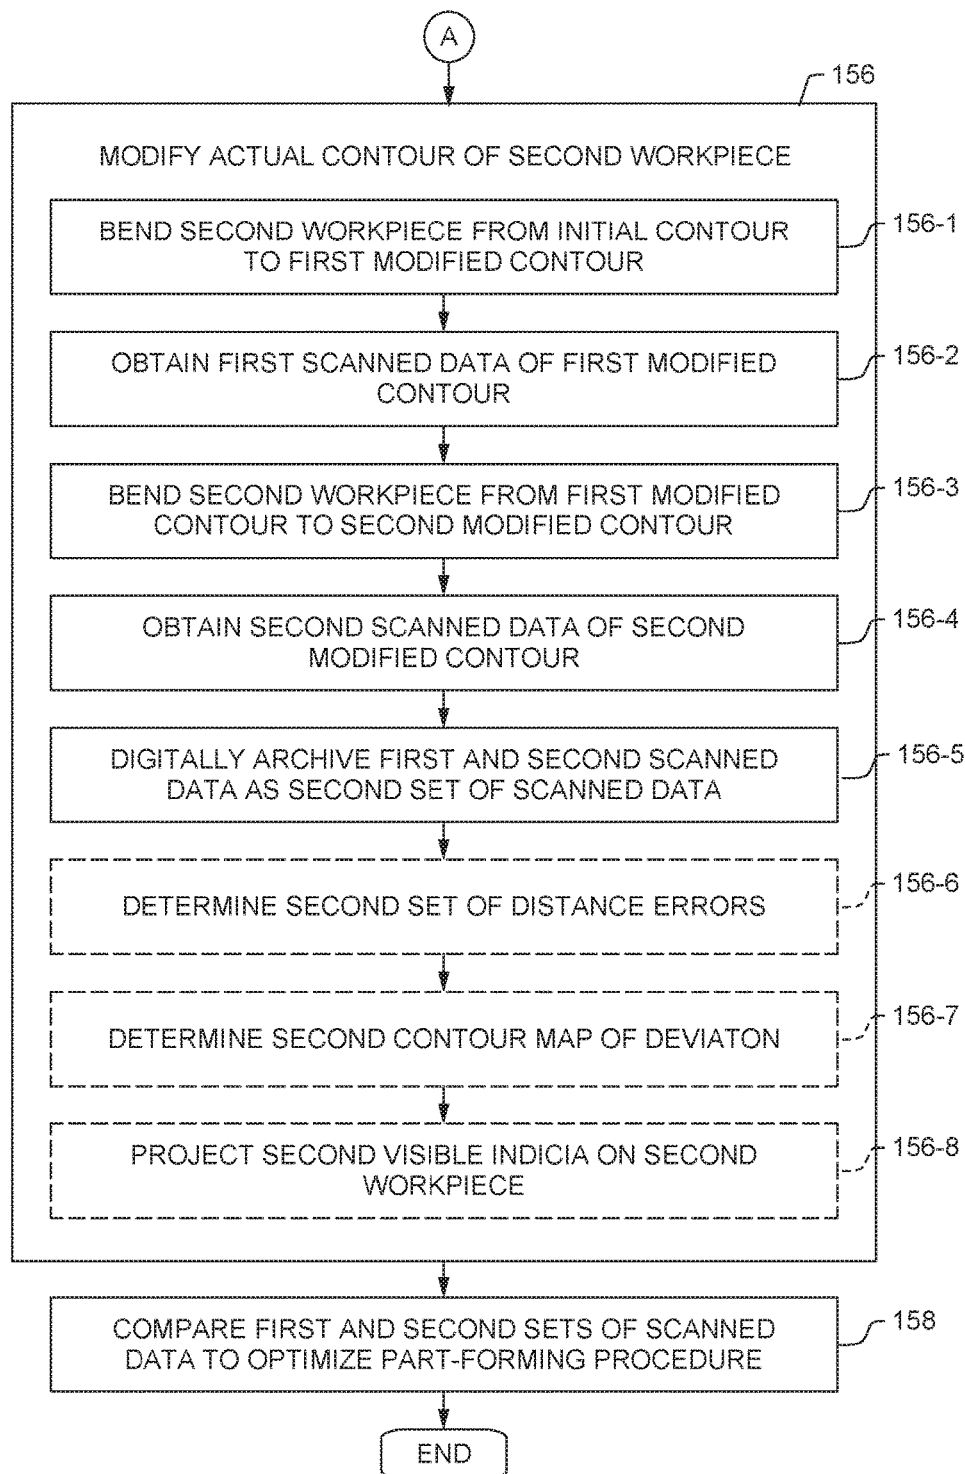 A
156
MODIFY ACTUAL CONTOUR OF SECOND WORKPIECE
BEND SECOND WORKPIECE FROM INITIAL CONTOUR
TO FIRST MODIFIED CONTOUR
156-1
OBTAIN FIRST SCANNED DATA OF FIRST MODIFIED
CONTOUR
156-2
BEND SECOND WORKPIECE FROM FIRST MODIFIED
CONTOUR TO SECOND MODIFIED CONTOUR
156-3
OBTAIN SECOND SCANNED DATA OF SECOND
MODIFIED CONTOUR
156-4
DIGITALLY ARCHIVE FIRST AND SECOND SCANNED
DATA AS SECOND SET OF SCANNED DATA
156-5
DETERMINE SECOND SET OF DISTANCE ERRORS
156-6
DETERMINE SECOND CONTOUR MAP OF DEVIATON
156-7
PROJECT SECOND VISIBLE INDICIA ON SECOND
WORKPIECE
156-8
COMPARE FIRST AND SECOND SETS OF SCANNED
DATA TO OPTIMIZE PART-FORMING PROCEDURE
158
END